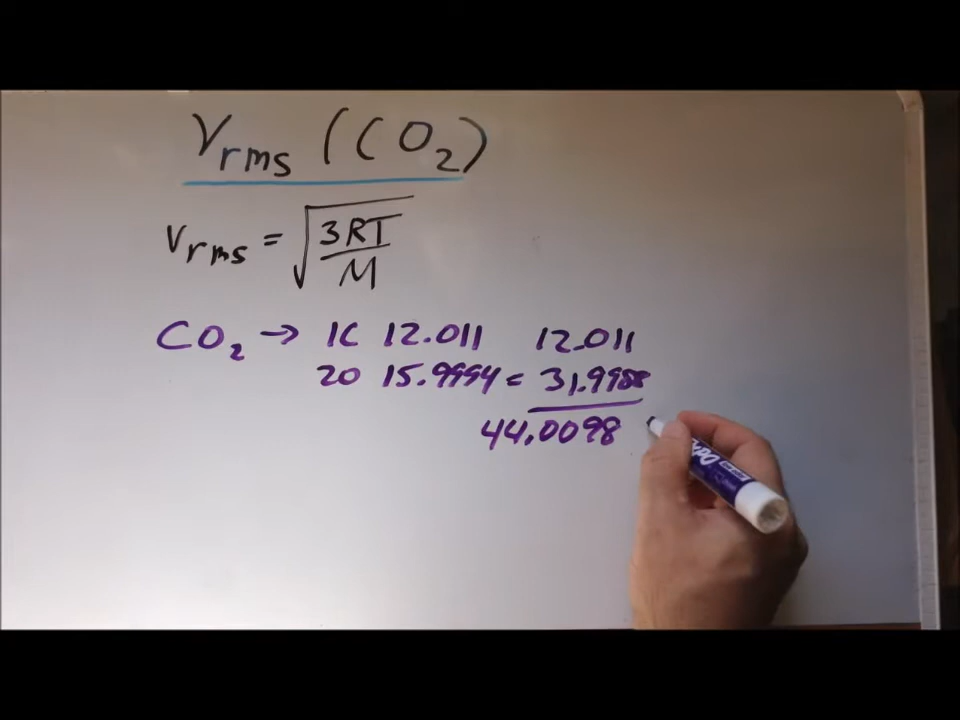 Vrms (CO₂)
Vrms = √(3RT/M)
CO₂ → 1C 12.011 12.011
2O 15.9994 = 31.9988
44.0098